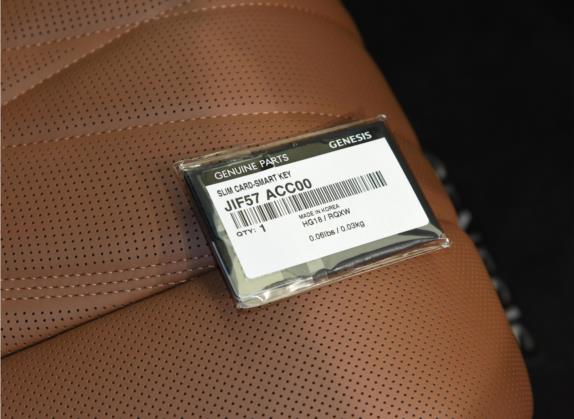 GENUINE PARTS GENESIS
SLIM CARD-SMART KEY
JIF57 ACC00
MADE IN KOREA
QTY: 1 HG18 / RQXW
0.06lbs / 0.03kg